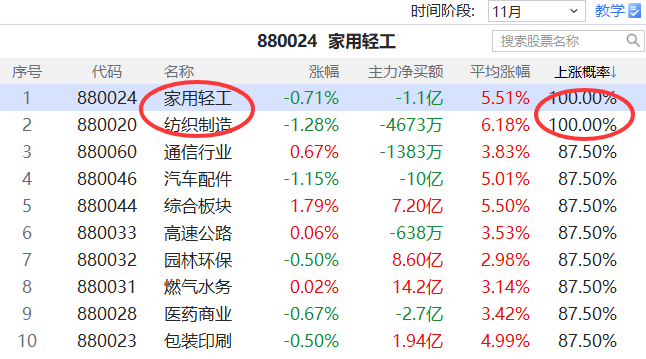 时间阶段: 11月 教学
880024 家用轻工 搜索股票名称
序号 代码 名称 涨幅 主力净买额 平均涨幅 上涨概率↓
1 880024 家用轻工 -0.71% -1.1亿 5.51% 100.00%
2 880020 纺织制造 -1.28% -4673万 6.18% 100.00%
3 880060 通信行业 0.67% -1383万 3.83% 87.50%
4 880046 汽车配件 -1.15% -10亿 5.01% 87.50%
5 880044 综合板块 1.79% 7.20亿 5.50% 87.50%
6 880033 高速公路 0.06% -638万 3.53% 87.50%
7 880032 园林环保 -0.50% 8.60亿 2.98% 87.50%
8 880031 燃气水务 0.02% 14.2亿 3.14% 87.50%
9 880028 医药商业 -0.67% -2.7亿 3.42% 87.50%
10 880023 包装印刷 -0.50% 1.94亿 4.99% 87.50%